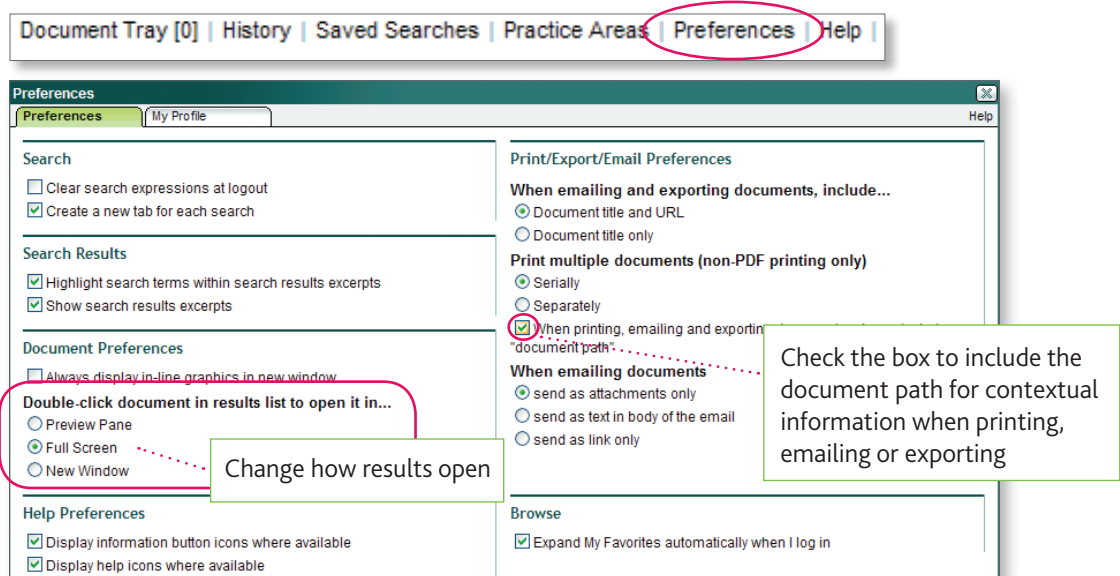 Document Tray [0] | History | Saved Searches | Practice Areas | Preferences | Help |
Preferences
Preferences
My Profile
Help
Search
Clear search expressions at logout
Create a new tab for each search
Search Results
Highlight search terms within search results excerpts
Show search results excerpts
Document Preferences
Always display in-line graphics in new window
Double-click document in results list to open it in...
Preview Pane
Full Screen
New Window
Change how results open
Help Preferences
Display information button icons where available
Display help icons where available
Print/Export/Email Preferences
When emailing and exporting documents, include...
Document title and URL
Document title only
Print multiple documents (non-PDF printing only)
Serially
Separately
When printing, emailing and exporting
"document path"
When emailing documents
send as attachments only
send as text in body of the email
send as link only
Check the box to include the
document path for contextual
information when printing,
emailing or exporting
Browse
Expand My Favorites automatically when I log in